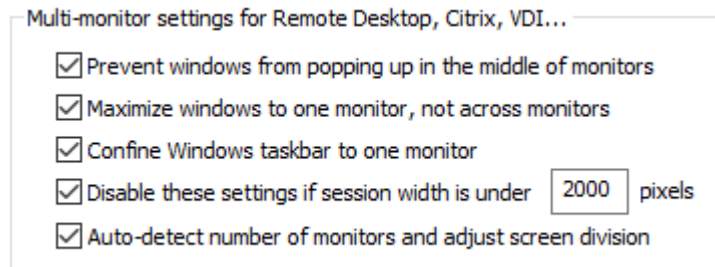 Multi-monitor settings for Remote Desktop, Citrix, VDI...
Prevent windows from popping up in the middle of monitors
Maximize windows to one monitor, not across monitors
Confine Windows taskbar to one monitor
Disable these settings if session width is under 2000 pixels
Auto-detect number of monitors and adjust screen division